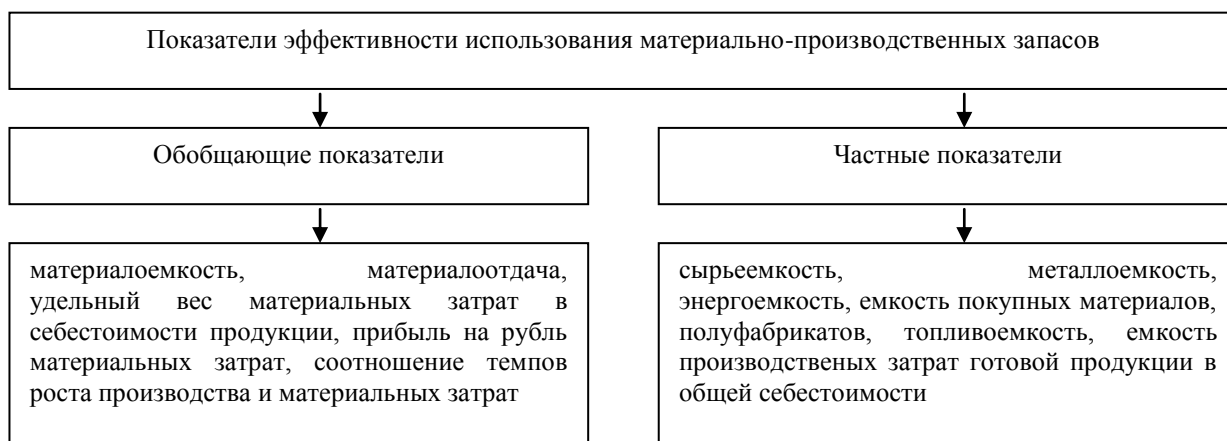 Показатели эффективности использования материально-производственных запасов
Обобщающие показатели
Частные показатели
материалоемкость, материалоотдача,
удельный вес материальных затрат в
себестоимости продукции, прибыль на рубль
материальных затрат, соотношение темпов
роста производства и материальных затрат
сырьеемкость, металлоемкость,
энергоемкость, емкость покупных материалов,
полуфабрикатов, топливоемкость, емкость
производственых затрат готовой продукции в
общей себестоимости